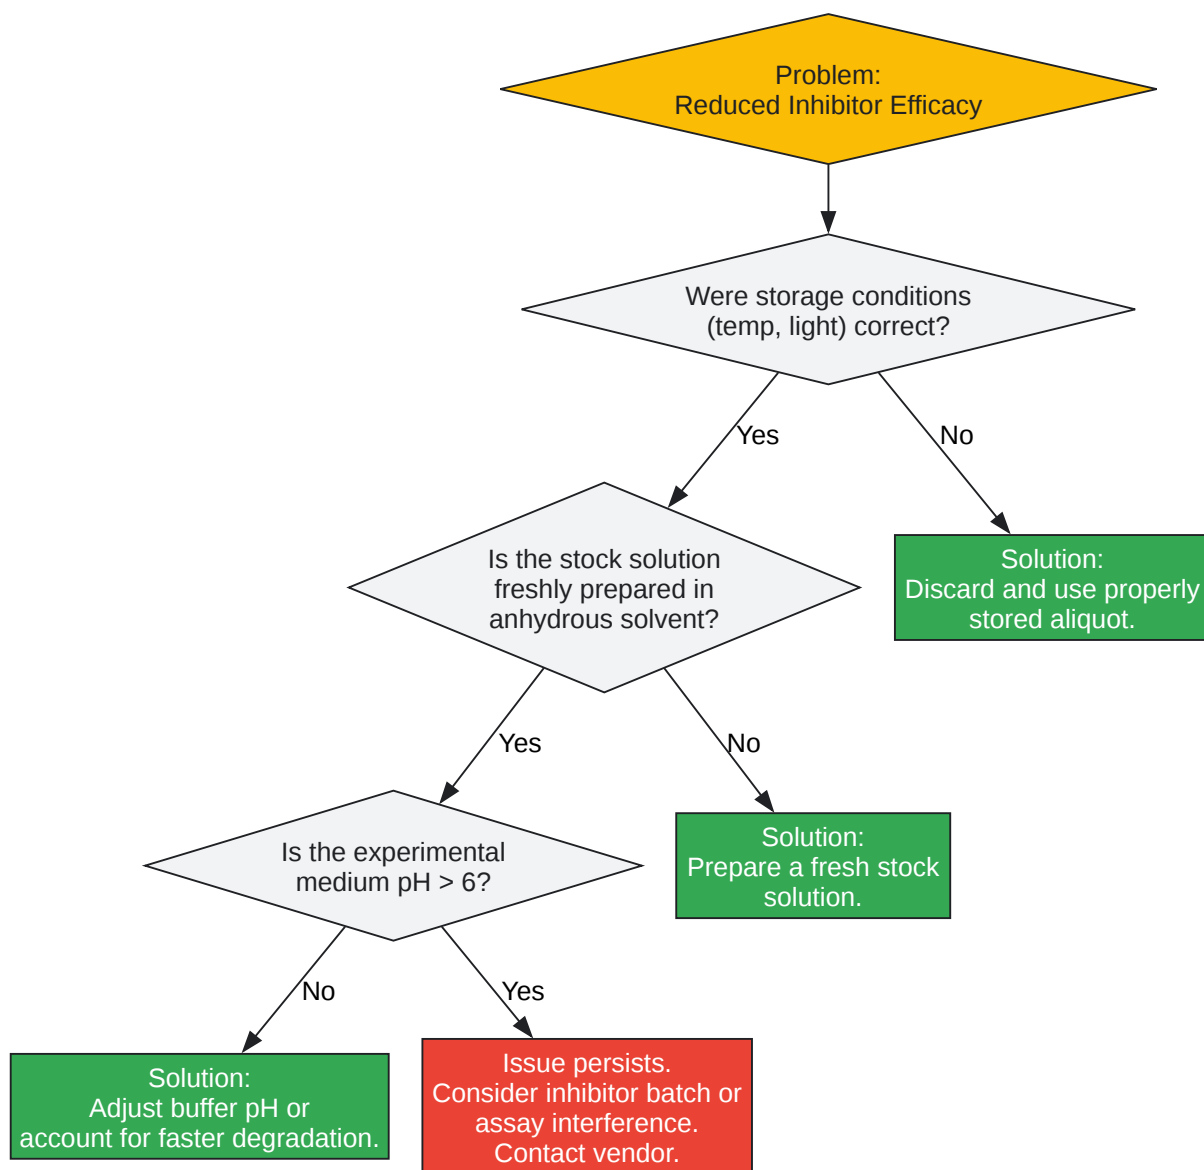 Problem:
Reduced Inhibitor Efficacy
Were storage conditions
(temp, light) correct?
Yes
No
Is the stock solution
freshly prepared in
anhydrous solvent?
Solution:
Discard and use properly
stored aliquot.
Yes
No
Is the experimental
medium pH > 6?
Solution:
Prepare a fresh stock
solution.
No
Yes
Solution:
Adjust buffer pH or
account for faster degradation.
Issue persists.
Consider inhibitor batch or
assay interference.
Contact vendor.